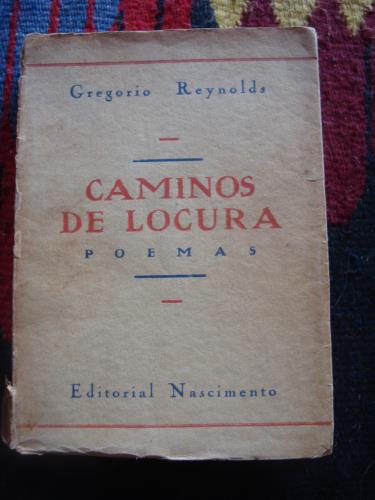 Gregorio Reynolds
CAMINOS
DE LOCURA
POEMAS
Editorial Nascimento